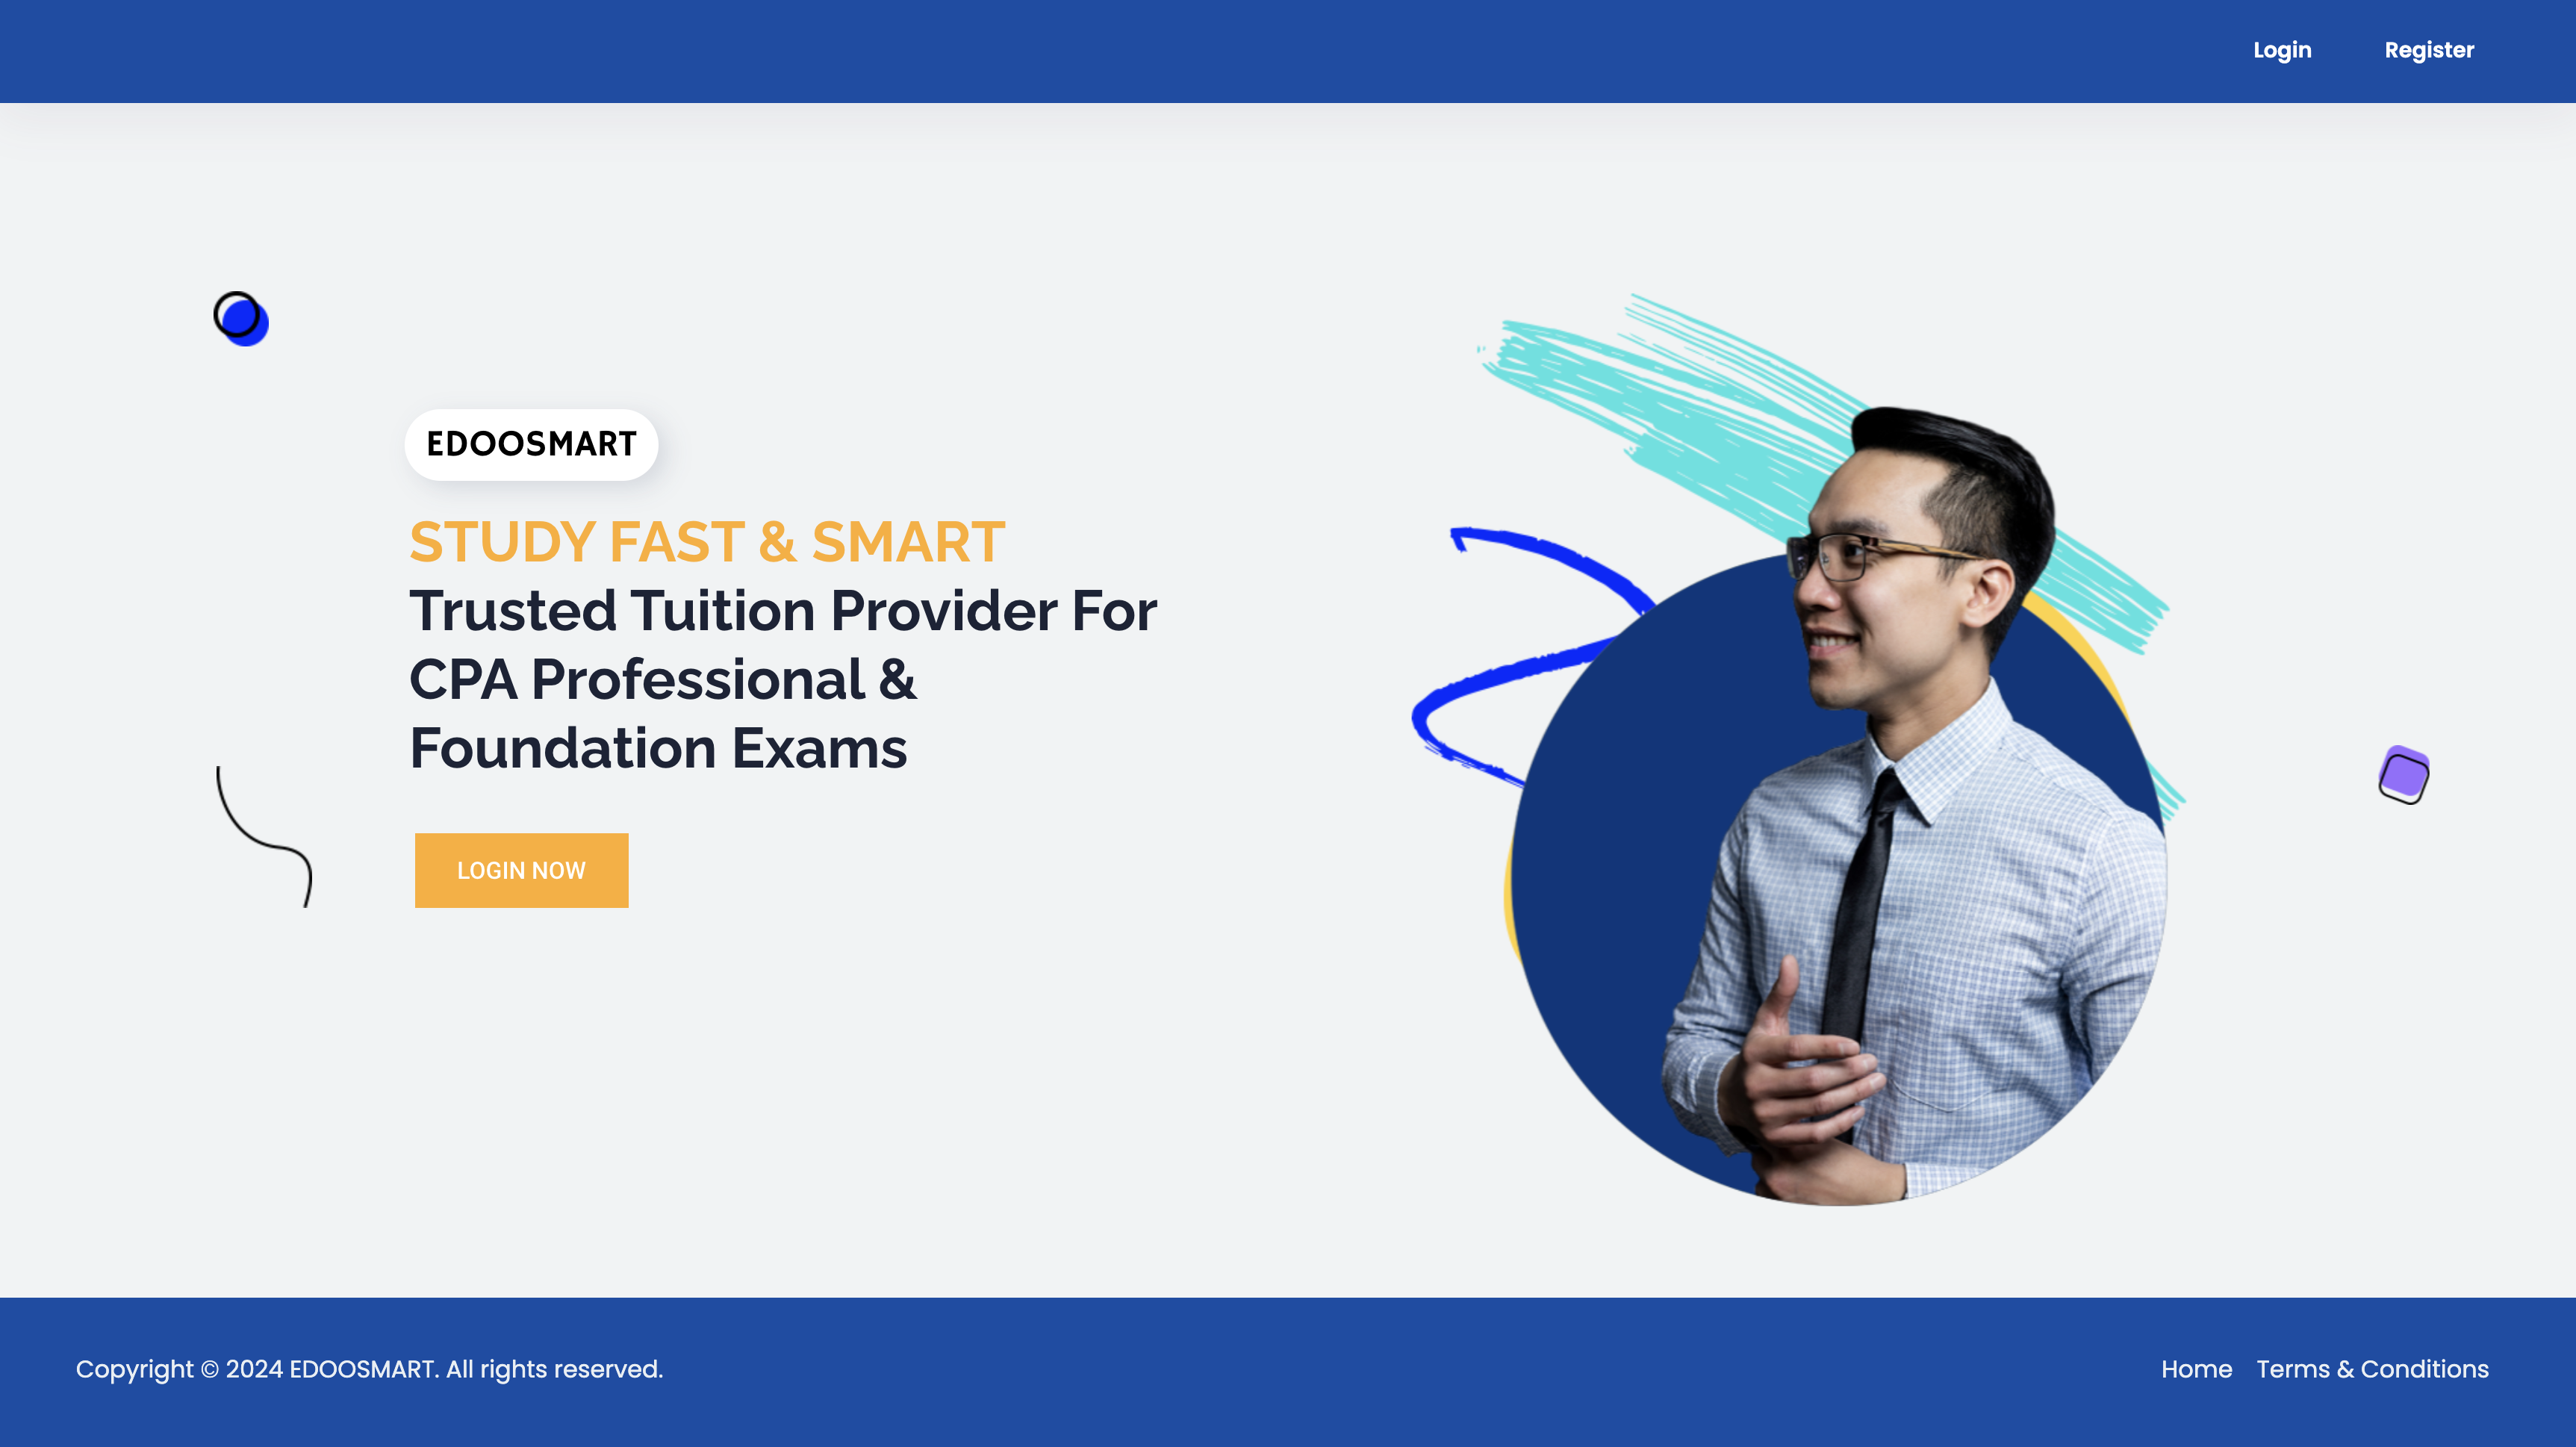 Login Register
EDOOSMART
STUDY FAST & SMART
Trusted Tuition Provider For
CPA Professional &
Foundation Exams
LOGIN NOW
Copyright © 2024 EDOOSMART. All rights reserved.
Home Terms & Conditions